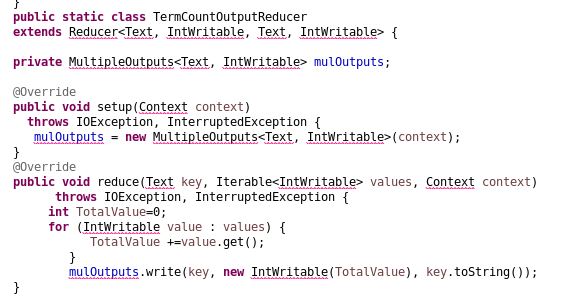 }
public static class TermCountOutputReducer
extends Reducer<Text, IntWritable, Text, IntWritable> {
private MultipleOutputs<Text, IntWritable> mulOutputs;
@Override
public void setup(Context context)
throws IOException, InterruptedException {
mulOutputs = new MultipleOutputs<Text, IntWritable>(context);
}
@Override
public void reduce(Text key, Iterable<IntWritable> values, Context context)
throws IOException, InterruptedException {
int TotalValue=0;
for (IntWritable value : values) {
TotalValue +=value.get();
}
mulOutputs.write(key, new IntWritable(TotalValue), key.toString());
}